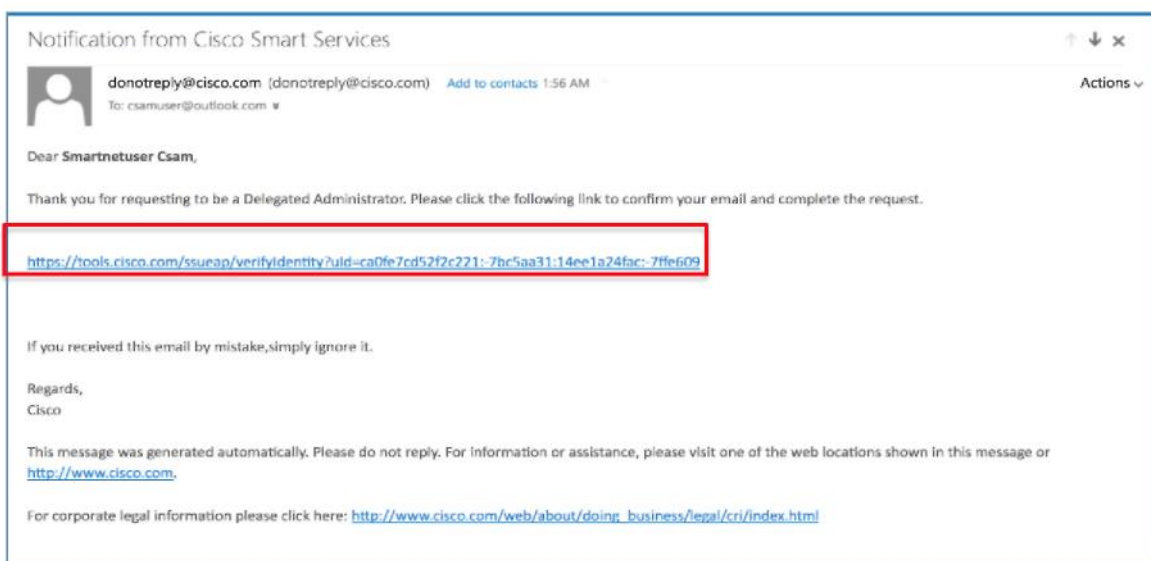 Notification from Cisco Smart Services
donotreply@cisco.com (donotreply@cisco.com) Add to contacts 1:56 AM
Actions
To: csamuser@outlook.com
Dear Smartnetuser Csam,
Thank you for requesting to be a Delegated Administrator. Please click the following link to confirm your email and complete the request.
https://tools.cisco.com/ssueap/verifyIdentity?uId=ca0fe7cd52f2c221:-7bc5aa31:14ee1a24fac:-7ffe609
If you received this email by mistake,simply ignore it.
Regards,
Cisco
This message was generated automatically. Please do not reply. For information or assistance, please visit one of the web locations shown in this message or
http://www.cisco.com.
For corporate legal information please click here: http://www.cisco.com/web/about/doing_business/legal/cri/index.html